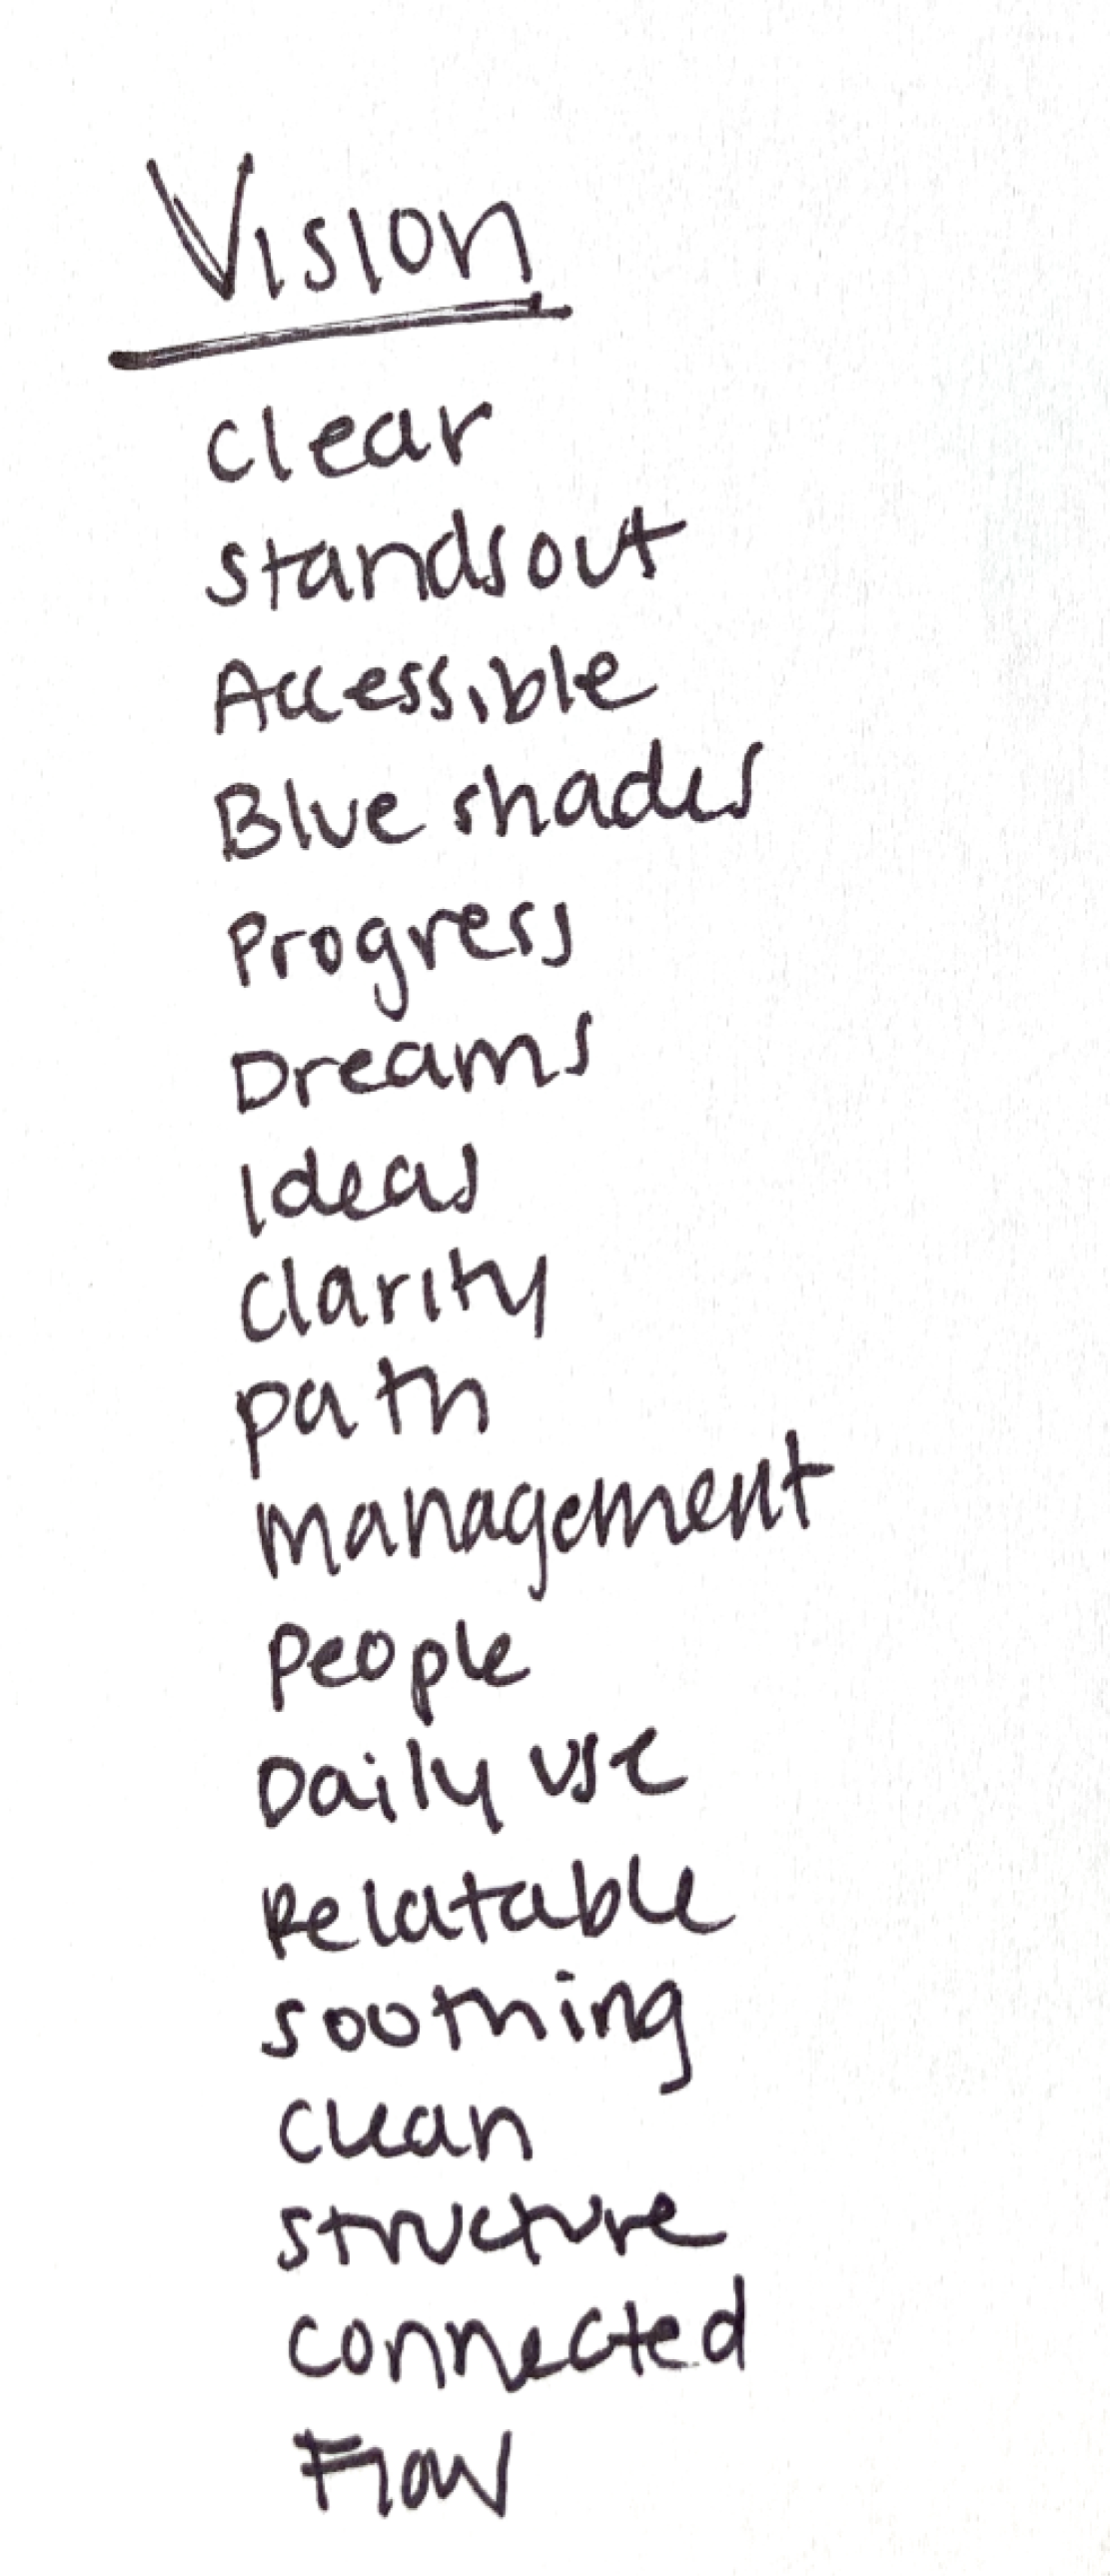 Vision
clear
standsout
Accessible
Blue shades
Progress
Dreams
Ideas
clarity
path
management
people
Daily use
Relatable
soothing
clean
structure
connected
Flow